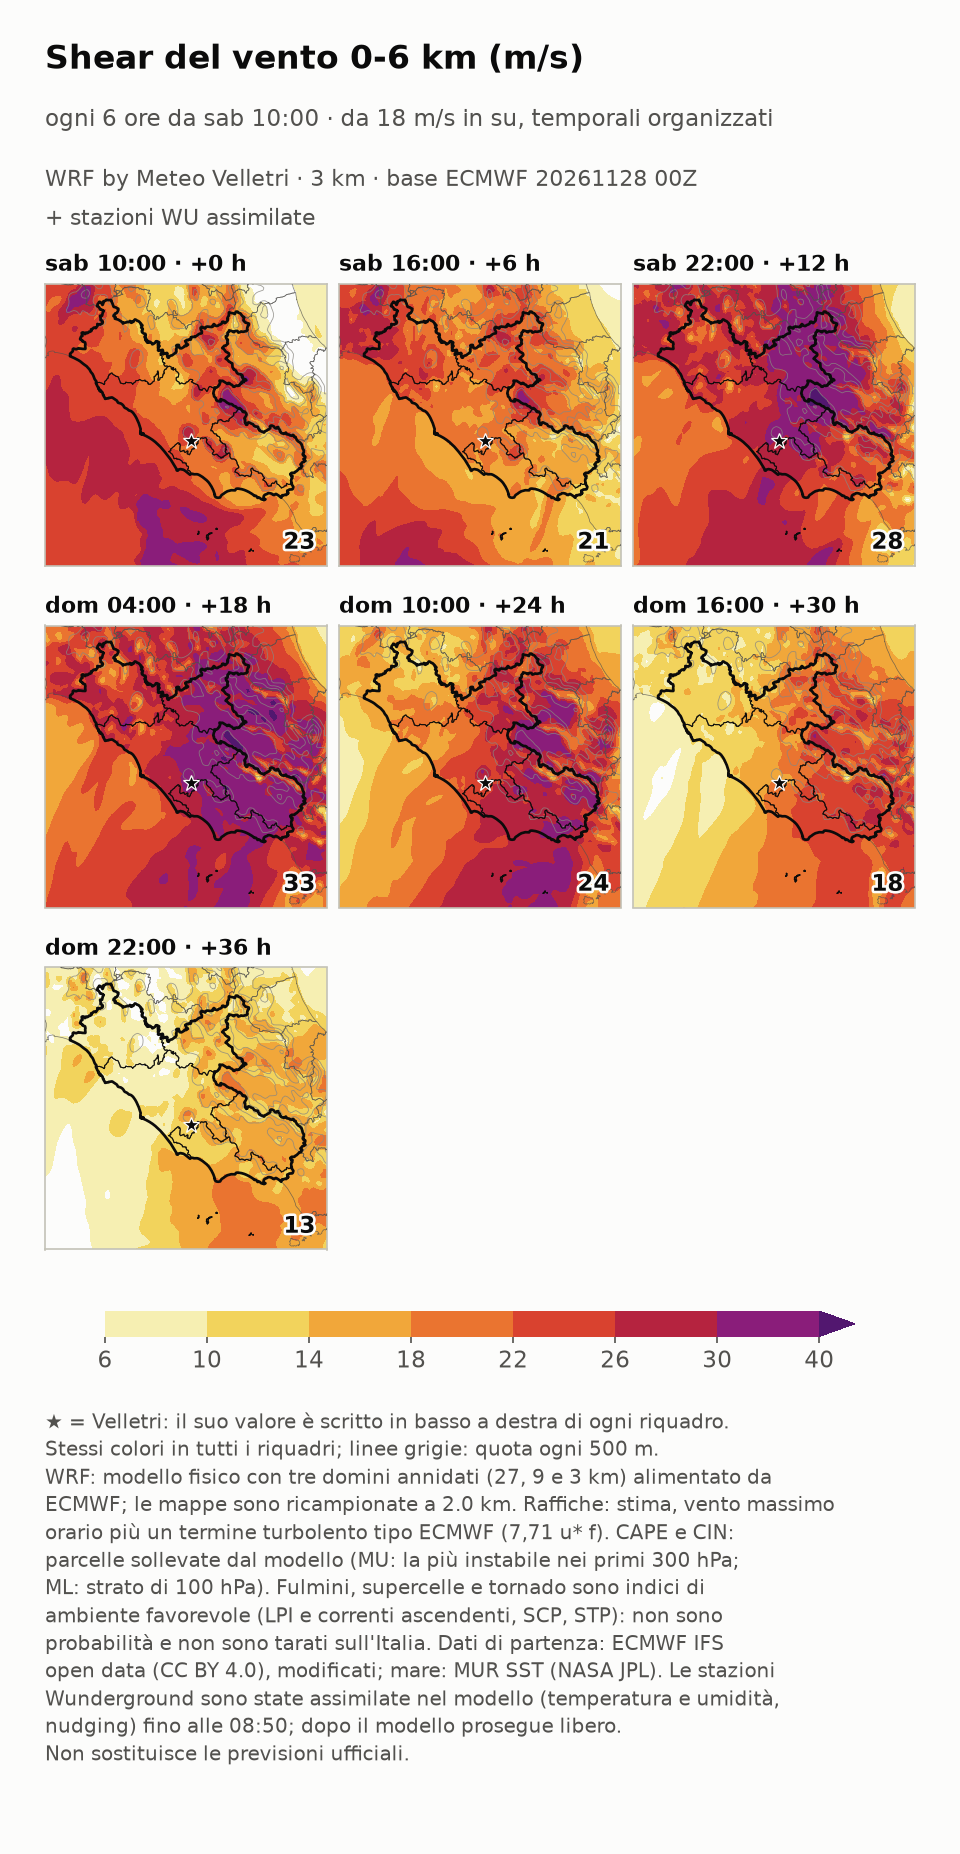 Shear del vento 0-6 km (m/s)
ogni 6 ore da sab 10:00 · da 18 m/s in su, temporali organizzati
WRF by Meteo Velletri · 3 km · base ECMWF 20261128 00Z
+ stazioni WU assimilate
sab 10:00 · +0 h
sab 16:00 · +6 h
sab 22:00 · +12 h
23
21
28
dom 04:00 · +18 h
dom 10:00 · +24 h
dom 16:00 · +30 h
33
24
18
dom 22:00 · +36 h
13
6 10 14 18 22 26 30 40
★ = Velletri: il suo valore è scritto in basso a destra di ogni riquadro.
Stessi colori in tutti i riquadri; linee grigie: quota ogni 500 m.
WRF: modello fisico con tre domini annidati (27, 9 e 3 km) alimentato da
ECMWF; le mappe sono ricampionate a 2.0 km. Raffiche: stima, vento massimo
orario più un termine turbolento tipo ECMWF (7,71 u* f). CAPE e CIN:
parcelle sollevate dal modello (MU: la più instabile nei primi 300 hPa;
ML: strato di 100 hPa). Fulmini, supercelle e tornado sono indici di
ambiente favorevole (LPI e correnti ascendenti, SCP, STP): non sono
probabilità e non sono tarati sull'Italia. Dati di partenza: ECMWF IFS
open data (CC BY 4.0), modificati; mare: MUR SST (NASA JPL). Le stazioni
Wunderground sono state assimilate nel modello (temperatura e umidità,
nudging) fino alle 08:50; dopo il modello prosegue libero.
Non sostituisce le previsioni ufficiali.